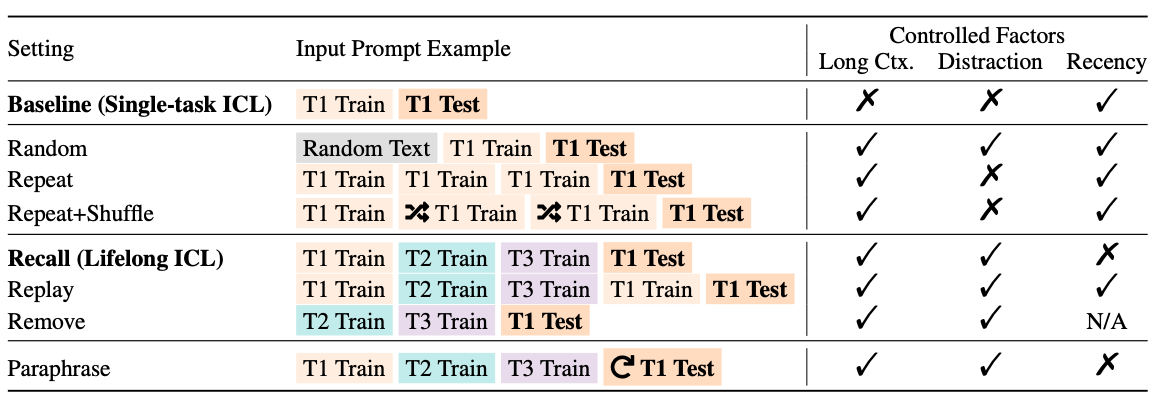 Controlled Factors
Setting Input Prompt Example Long Ctx. Distraction Recency
Baseline (Single-task ICL) T1 Train T1 Test ✗ ✗ ✓
Random Random Text T1 Train T1 Test ✓ ✓ ✓
Repeat T1 Train T1 Train T1 Train T1 Test ✓ ✗ ✓
Repeat+Shuffle T1 Train T1 Train T1 Train T1 Test ✓ ✗ ✓
Recall (Lifelong ICL) T1 Train T2 Train T3 Train T1 Test ✓ ✓ ✗
Replay T1 Train T2 Train T3 Train T1 Train T1 Test ✓ ✓ ✓
Remove T2 Train T3 Train T1 Test ✓ ✓ N/A
Paraphrase T1 Train T2 Train T3 Train T1 Test ✓ ✓ ✗